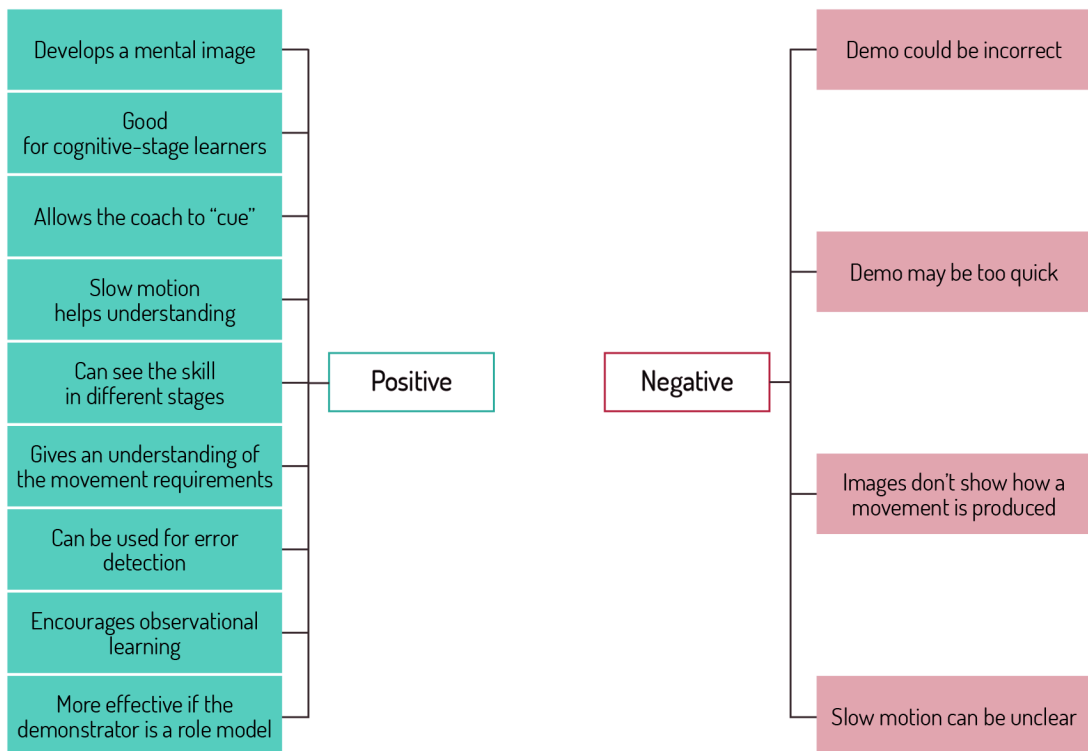 Develops a mental image
Good
for cognitive-stage learners
Allows the coach to “cue”
Slow motion
helps understanding
Can see the skill
in different stages
Gives an understanding of
the movement requirements
Can be used for error
detection
Encourages observational
learning
More effective if the
demonstrator is a role model
Positive
Negative
Demo could be incorrect
Demo may be too quick
Images don’t show how a
movement is produced
Slow motion can be unclear